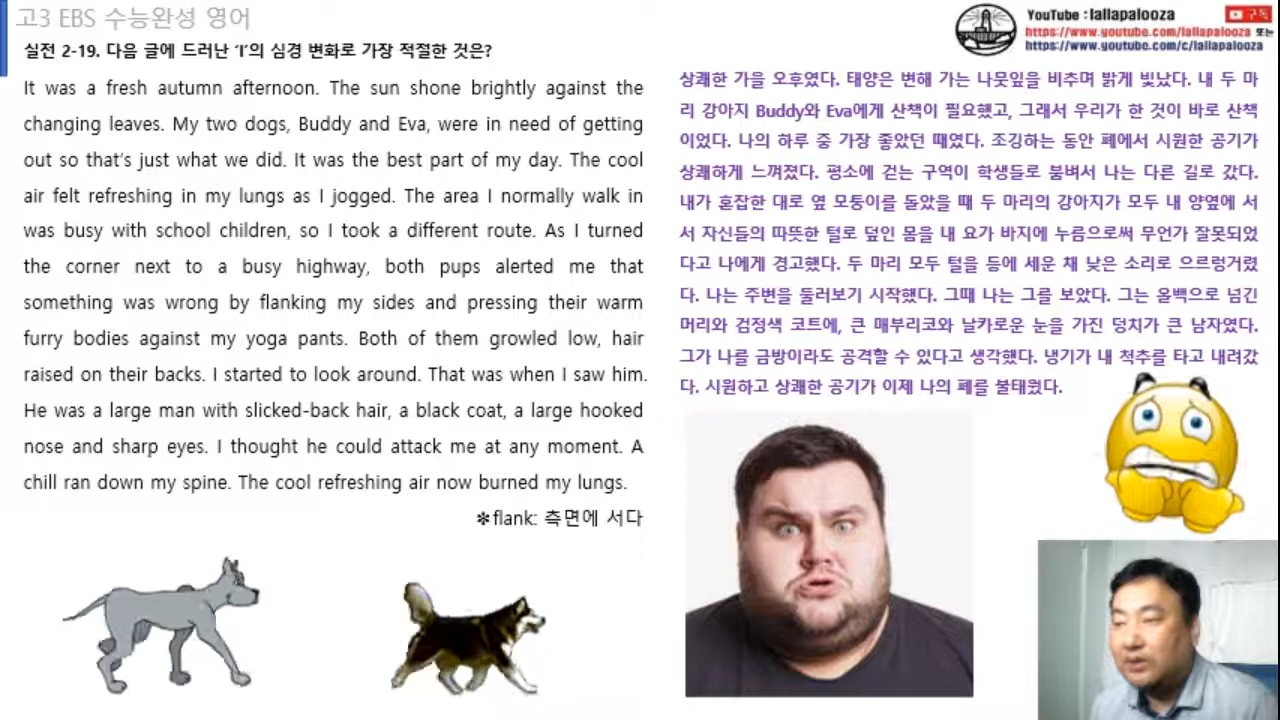 고3 EBS 수능완성 영어
실전 2-19. 다음 글에 드러난 ‘I’의 심경 변화로 가장 적절한 것은?
It was a fresh autumn afternoon. The sun shone brightly against the
changing leaves. My two dogs, Buddy and Eva, were in need of getting
out so that’s just what we did. It was the best part of my day. The cool
air felt refreshing in my lungs as I jogged. The area I normally walk in
was busy with school children, so I took a different route. As I turned
the corner next to a busy highway, both pups alerted me that
something was wrong by flanking my sides and pressing their warm
furry bodies against my yoga pants. Both of them growled low, hair
raised on their backs. I started to look around. That was when I saw him.
He was a large man with slicked-back hair, a black coat, a large hooked
nose and sharp eyes. I thought he could attack me at any moment. A
chill ran down my spine. The cool refreshing air now burned my lungs.
✻flank: 측면에 서다
YouTube : lallapalooza
구독
https://www.youtube.com/lallapalooza 또는
https://www.youtube.com/c/lallapalooza
상쾌한 가을 오후였다. 태양은 변해 가는 나뭇잎을 비추며 밝게 빛났다. 내 두 마
리 강아지 Buddy와 Eva에게 산책이 필요했고, 그래서 우리가 한 것이 바로 산책
이었다. 나의 하루 중 가장 좋았던 때였다. 조깅하는 동안 폐에서 시원한 공기가
상쾌하게 느껴졌다. 평소에 걷는 구역이 학생들로 붐벼서 나는 다른 길로 갔다.
내가 혼잡한 대로 옆 모퉁이를 돌았을 때 두 마리의 강아지가 모두 내 양옆에 서
서 자신들의 따뜻한 털로 덮인 몸을 내 요가 바지에 누름으로써 무언가 잘못되었
다고 나에게 경고했다. 두 마리 모두 털을 등에 세운 채 낮은 소리로 으르렁거렸
다. 나는 주변을 둘러보기 시작했다. 그때 나는 그를 보았다. 그는 올백으로 넘긴
머리와 검정색 코트에, 큰 매부리코와 날카로운 눈을 가진 덩치가 큰 남자였다.
그가 나를 금방이라도 공격할 수 있다고 생각했다. 냉기가 내 척추를 타고 내려갔
다. 시원하고 상쾌한 공기가 이제 나의 폐를 불태웠다.